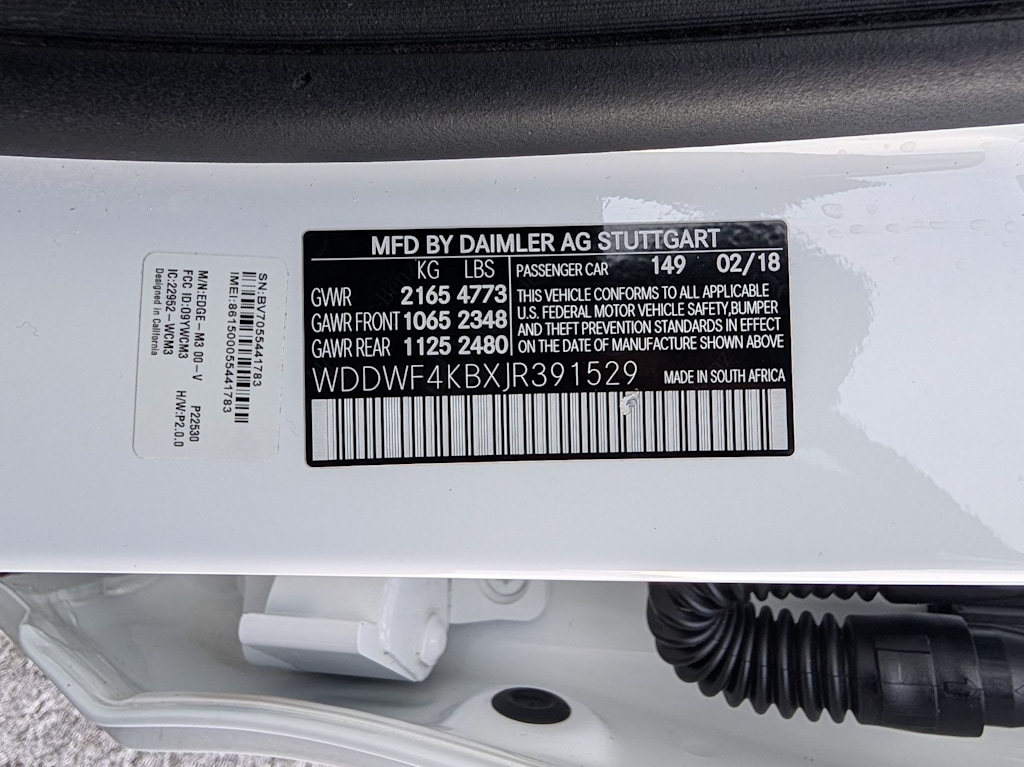 MFD BY DAIMLER AG STUTTGART
KG LBS
GVWR 2165 4773
GAWR FRONT 1065 2348
GAWR REAR 1125 2480
PASSENGER CAR 149 02/18
THIS VEHICLE CONFORMS TO ALL APPLICABLE
U.S. FEDERAL MOTOR VEHICLE SAFETY,BUMPER
AND THEFT PREVENTION STANDARDS IN EFFECT
ON THE DATE OF MANUFACTURE SHOWN ABOVE
WDDWF4KBXJR391529 MADE IN SOUTH AFRICA
SN:BV7055441783
IMEI:861500055441783
M/N:EDGE-M3 00-V P22530
FCC ID:09YWCM3 H/W:P2.0.0
IC:22952-WCM3
Designed in California